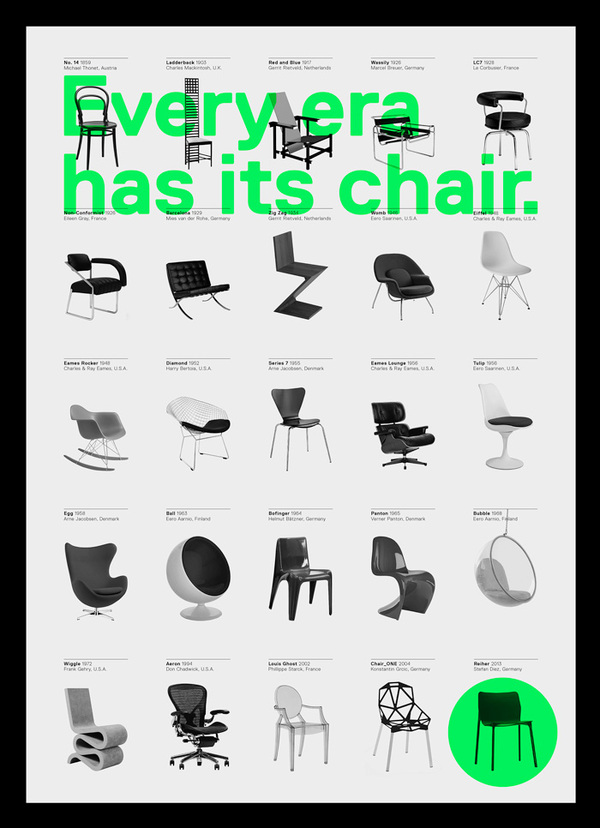 No. 14 1859
Michael Thonet, Austria
Ladderback 1903
Charles Mackintosh, U.K.
Red and Blue 1917
Gerrit Rietveld, Netherlands
Wassily 1926
Marcel Breuer, Germany
LC7 1928
Le Corbusier, France
Every era
has its chair.
Non-Conformist 1926
Eileen Gray, France
Barcelona 1929
Mies van der Rohe, Germany
Zig Zag 1934
Gerrit Rietveld, Netherlands
Womb 1948
Eero Saarinen, U.S.A.
Eiffel 1948
Charles & Ray Eames, U.S.A.
Eames Rocker 1948
Charles & Ray Eames, U.S.A.
Diamond 1952
Harry Bertoia, U.S.A.
Series 7 1955
Arne Jacobsen, Denmark
Eames Lounge 1956
Charles & Ray Eames, U.S.A.
Tulip 1956
Eero Saarinen, U.S.A.
Egg 1958
Arne Jacobsen, Denmark
Ball 1963
Eero Aarnio, Finland
Bofinger 1964
Helmut Bätzner, Germany
Panton 1965
Verner Panton, Denmark
Bubble 1968
Eero Aarnio, Finland
Wiggle 1972
Frank Gehry, U.S.A.
Aeron 1994
Don Chadwick, U.S.A.
Louis Ghost 2002
Philippe Starck, France
Chair_ONE 2004
Konstantin Grcic, Germany
Reiher 2013
Stefan Diez, Germany